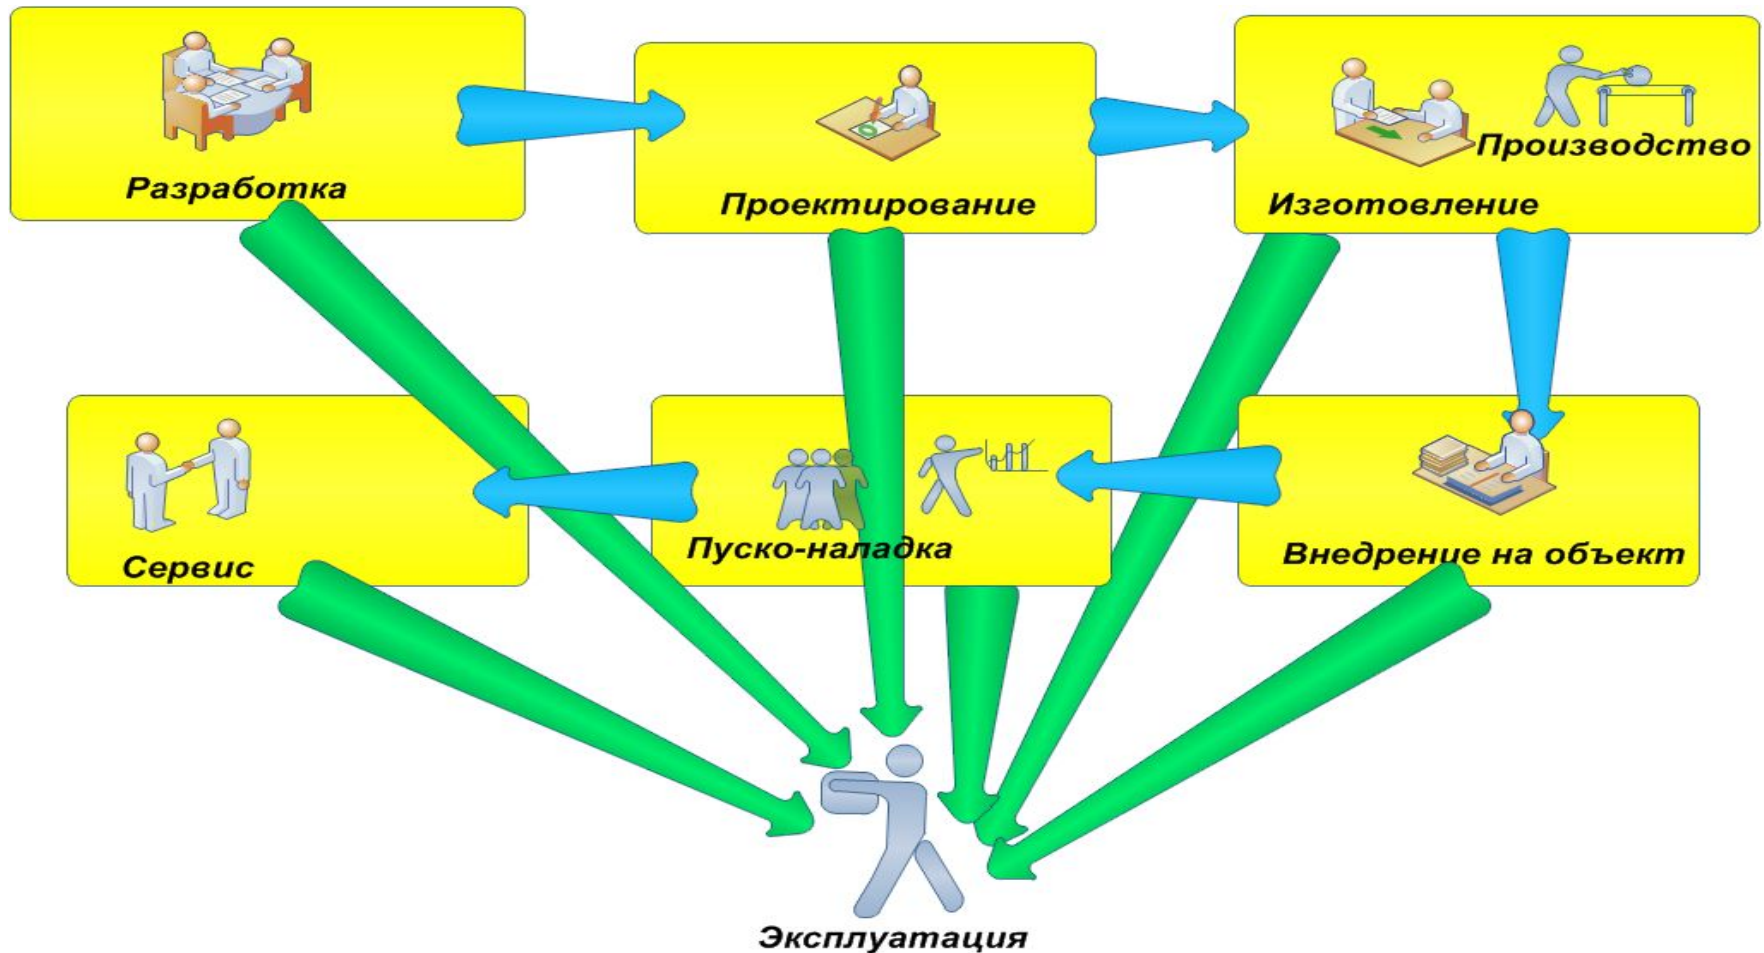 Разработка
Проектирование
Производство
Изготовление
Сервис
Пуско-наладка
Внедрение на объект
Эксплуатация